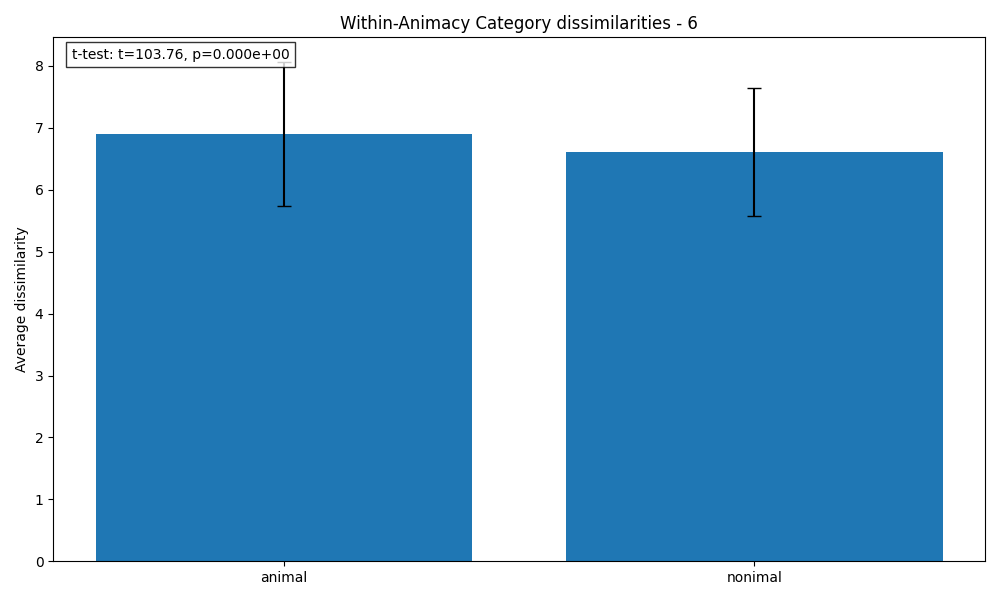 Within-Animacy Category dissimilarities - 6
t-test: t=103.76, p=0.000e+00
Average dissimilarity
8
7
6
5
4
3
2
1
0
animal
nonimal